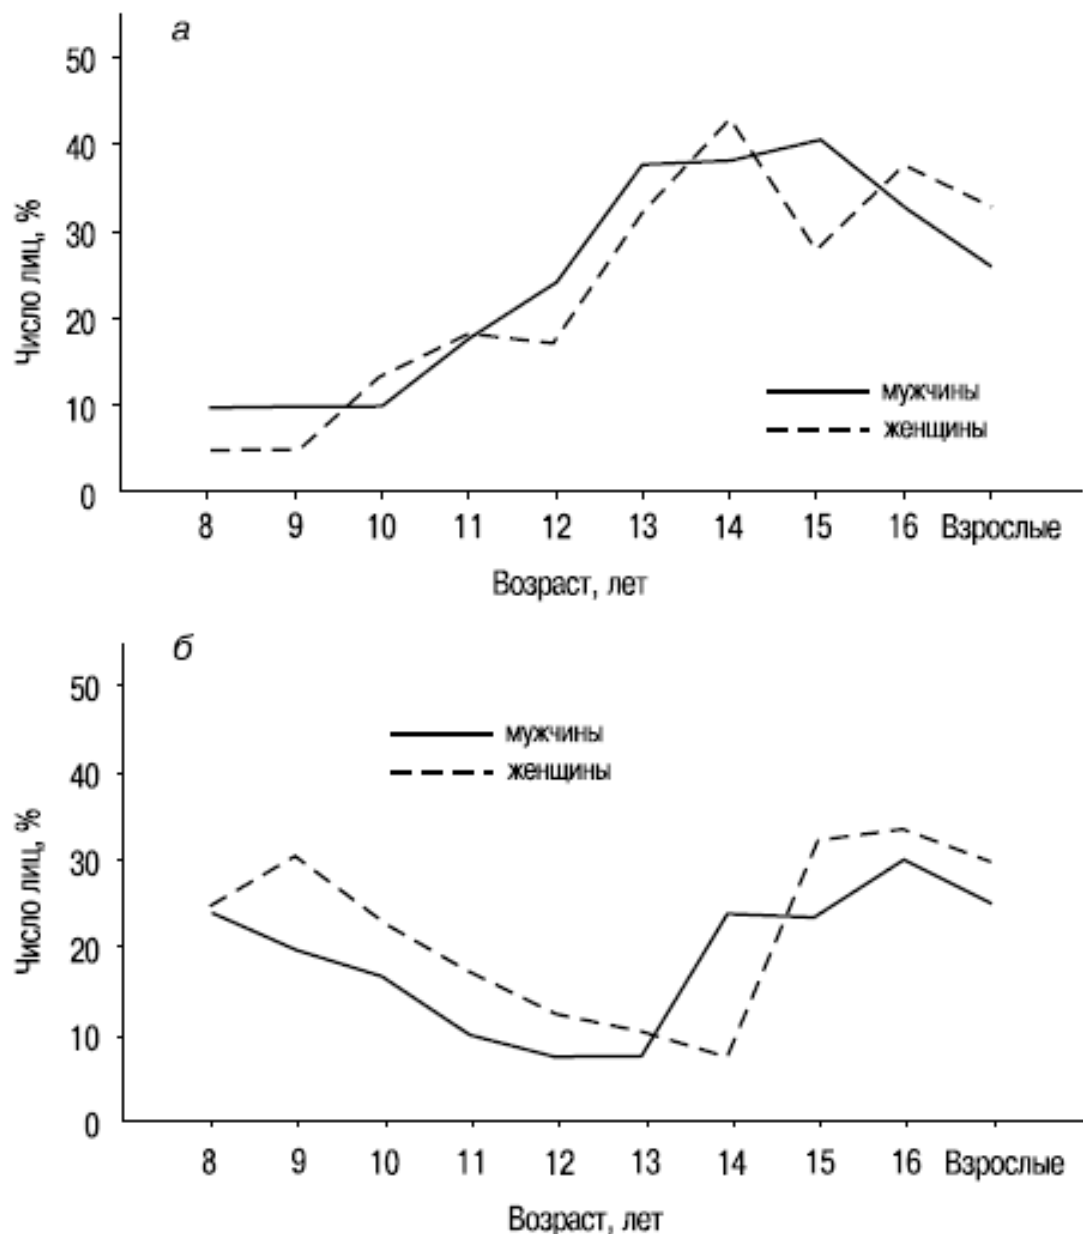 а
50
40
30
20
10
0
Число лиц, %
мужчины
женщины
8 9 10 11 12 13 14 15 16 Взрослые
Возраст, лет
б
50
40
30
20
10
0
Число лиц, %
мужчины
женщины
8 9 10 11 12 13 14 15 16 Взрослые
Возраст, лет